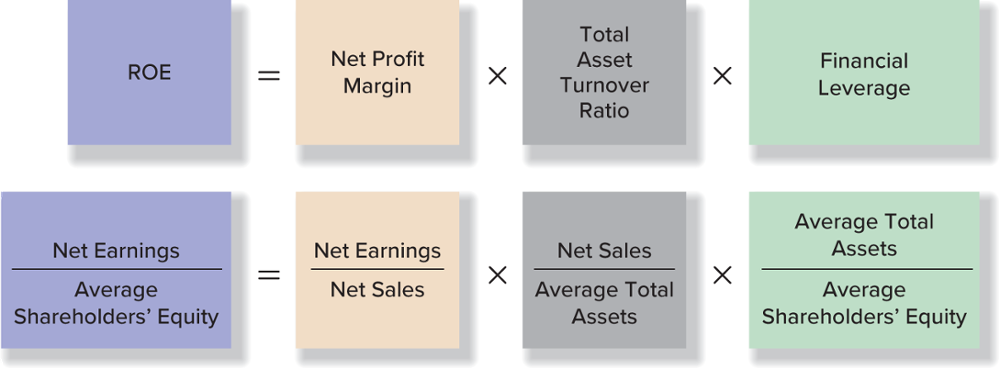 ROE
=
Net Profit
Margin
×
Total
Asset
Turnover
Ratio
×
Financial
Leverage
Net Earnings
Average
Shareholders’ Equity
=
Net Earnings
Net Sales
×
Net Sales
Average Total
Assets
×
Average Total
Assets
Average
Shareholders’ Equity